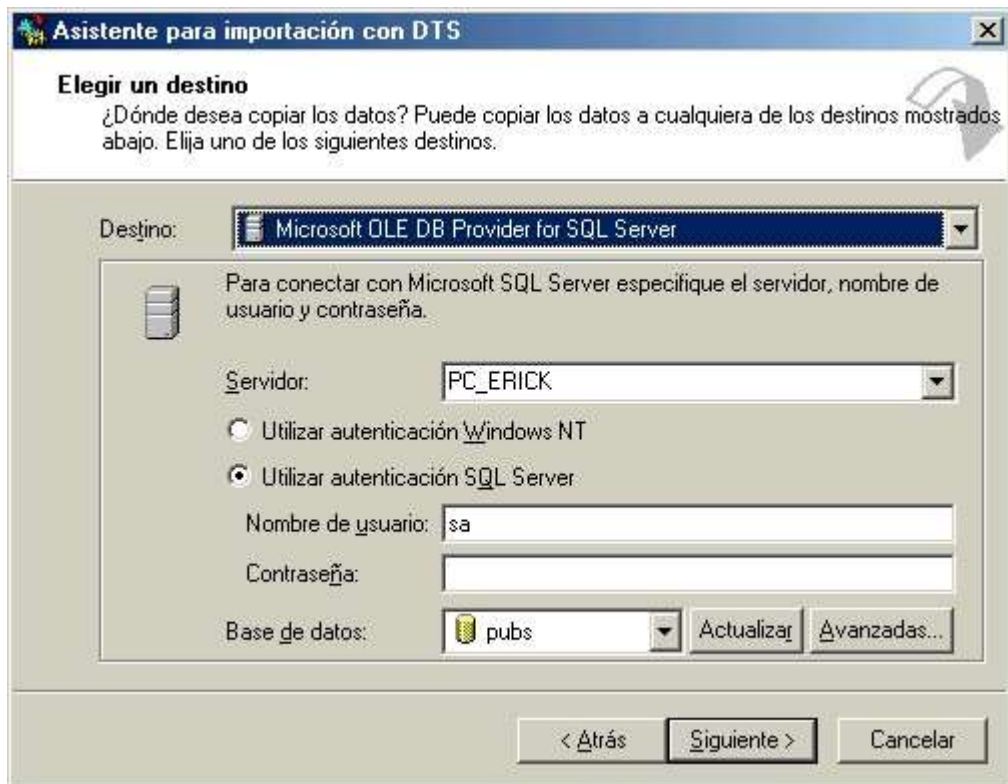 Asistente para importación con DTS
Elegir un destino
¿Dónde desea copiar los datos? Puede copiar los datos a cualquiera de los destinos mostrados
abajo. Elija uno de los siguientes destinos.
Destino: Microsoft OLE DB Provider for SQL Server
Para conectar con Microsoft SQL Server especifique el servidor, nombre de
usuario y contraseña.
Servidor: PC_ERICK
Utilizar autenticación Windows NT
Utilizar autenticación SQL Server
Nombre de usuario: sa
Contraseña:
Base de datos: pubs Actualizar Avanzadas...
< Atrás Siguiente > Cancelar